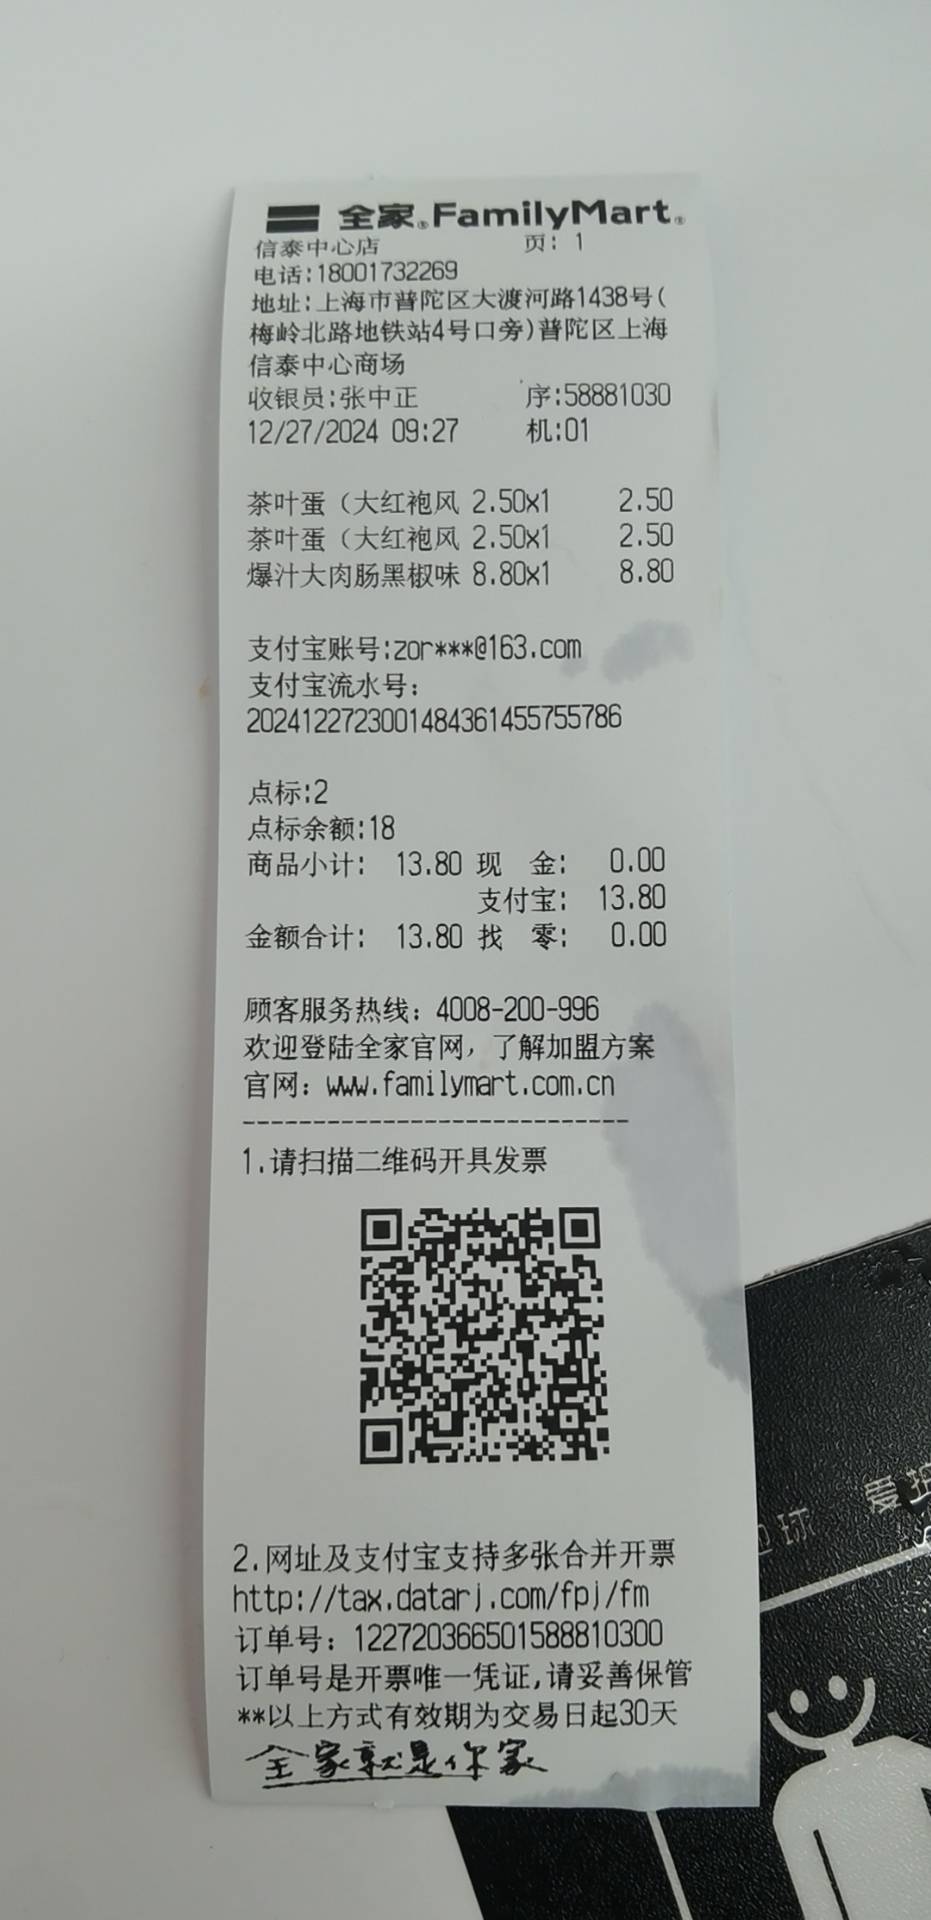 全家®FamilyMart®
信泰中心店 页: 1
电话:18001732269
地址:上海市普陀区大渡河路1438号(
梅岭北路地铁站4号口旁)普陀区上海
信泰中心商场
收银员:张中正 序:58881030
12/27/2024 09:27 机:01
茶叶蛋（大红袍风 2.50x1 2.50
茶叶蛋（大红袍风 2.50x1 2.50
爆汁大肉肠黑椒味 8.80x1 8.80
支付宝账号:zor***@163.com
支付宝流水号:
2024122723001484361455755786
点标:2
点标余额:18
商品小计: 13.80 现 金: 0.00
支付宝: 13.80
金额合计: 13.80 找 零: 0.00
顾客服务热线：4008-200-996
欢迎登陆全家官网，了解加盟方案
官网：www.familymart.com.cn
----------------------------
1.请扫描二维码开具发票
2.网址及支付宝支持多张合并开票
http://tax.datarj.com/fpj/fm
订单号：122720366501588810300
订单号是开票唯一凭证,请妥善保管
**以上方式有效期为交易日起30天
全家就是你家
球 爱